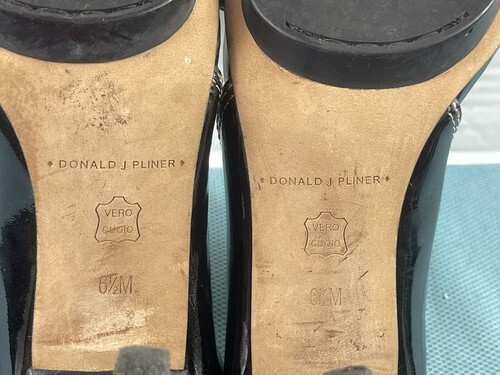 ♦ DONALD J PLINER ♦
VERO
CUOIO
6½M
♦ DONALD J PLINER ♦
VERO
CUOIO
6½M